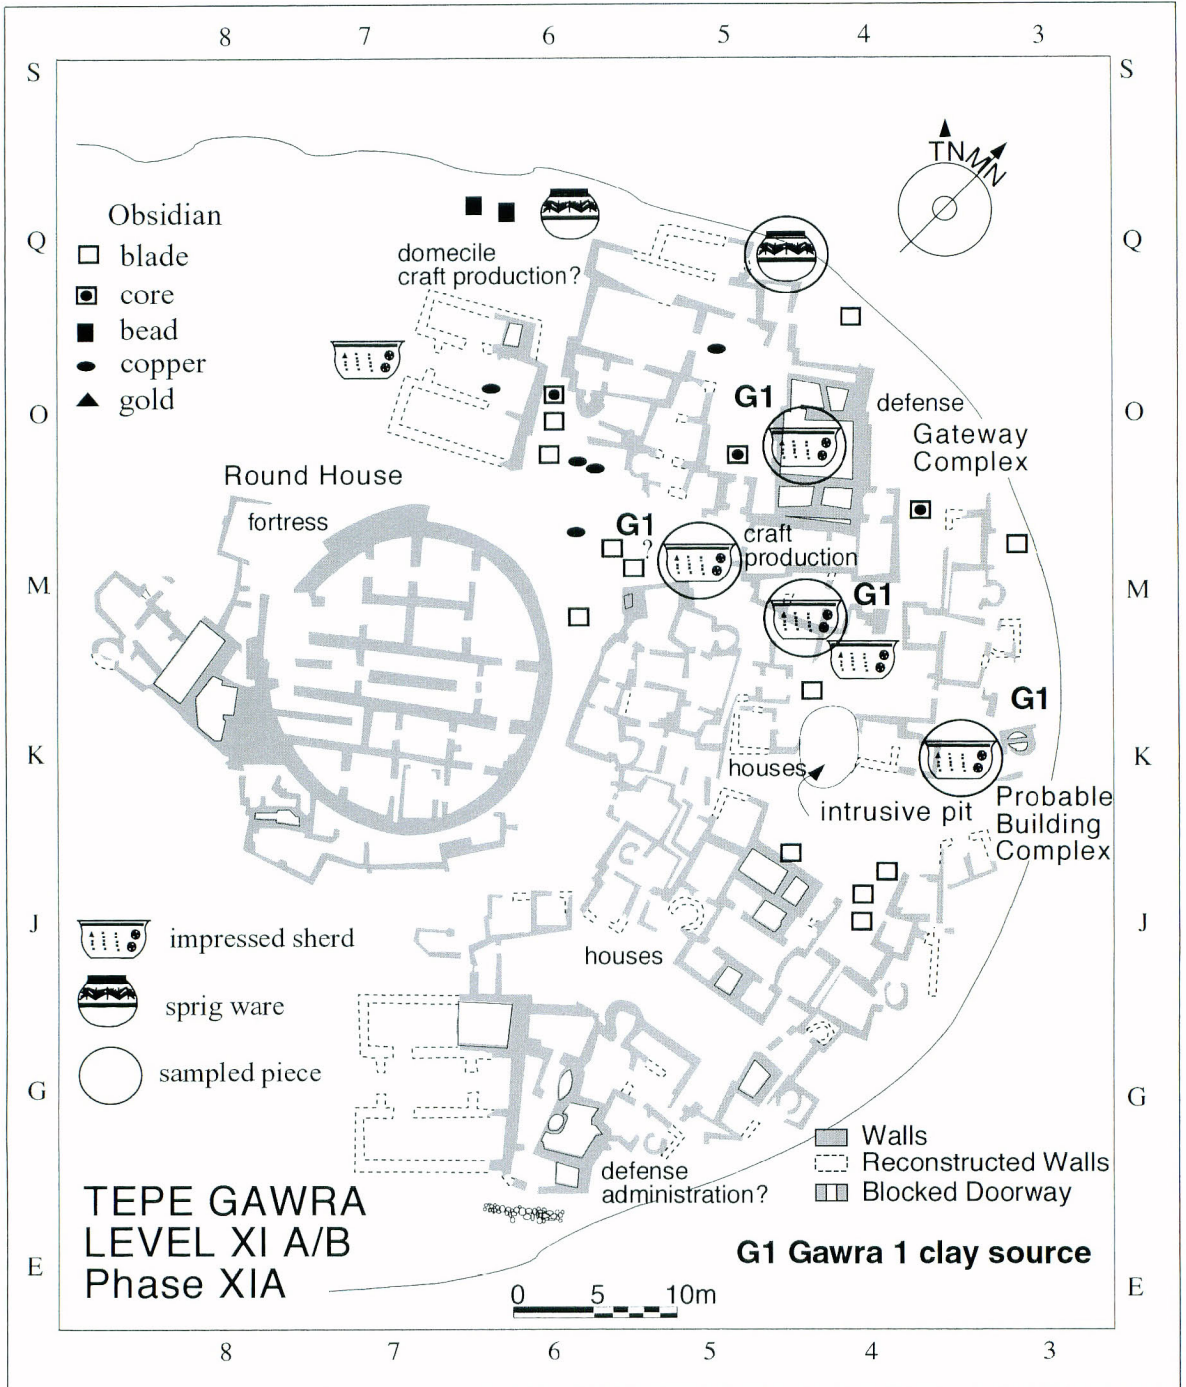 8 7 6 5 4 3
S S
TN MN
Obsidian
Q Q
blade
domecile
craft production?
core
bead
copper
gold
G1
defense
O O
Gateway
Complex
Round House
fortress
G1
?
craft
production
M M
G1
G1
K K
houses
intrusive pit
Probable
Building
Complex
J J
impressed sherd
houses
sprig ware
sampled piece
G G
Walls
Reconstructed Walls
Blocked Doorway
defense
administration?
TEPE GAWRA
LEVEL XI A/B
Phase XIA
G1 Gawra 1 clay source
E E
0 5 10m
8 7 6 5 4 3